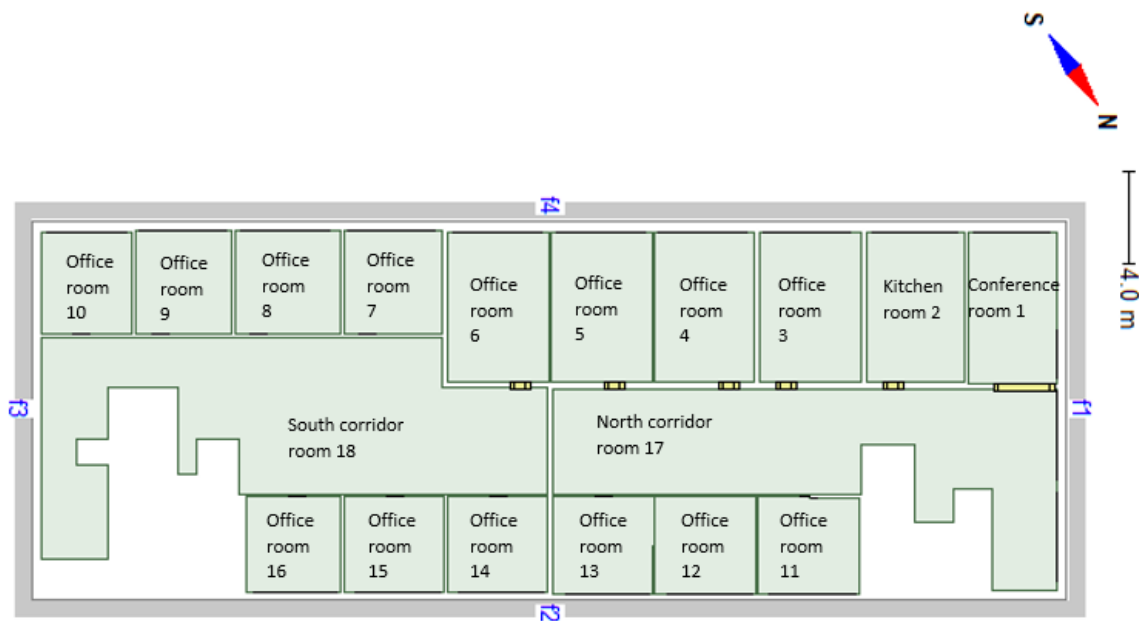 S
N
4.0 m
f4
Office
room
10
Office
room
9
Office
room
8
Office
room
7
Office
room
6
Office
room
5
Office
room
4
Office
room
3
Kitchen
room 2
Conference
room 1
f3
f1
South corridor
room 18
North corridor
room 17
Office
room
16
Office
room
15
Office
room
14
Office
room
13
Office
room
12
Office
room
11
f2